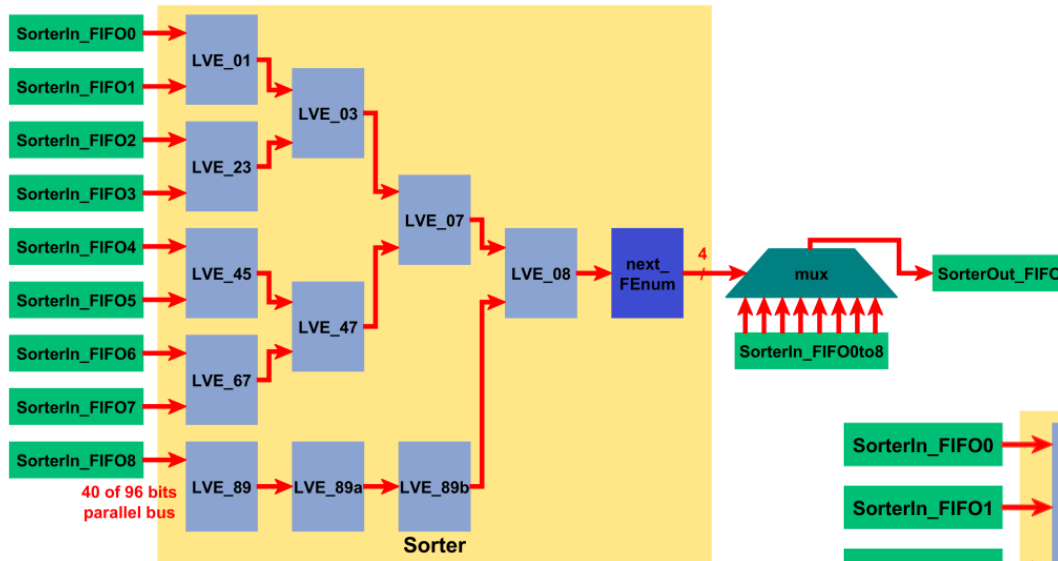 SorterIn_FIFO0
SorterIn_FIFO1
SorterIn_FIFO2
SorterIn_FIFO3
SorterIn_FIFO4
SorterIn_FIFO5
SorterIn_FIFO6
SorterIn_FIFO7
SorterIn_FIFO8
40 of 96 bits
parallel bus
LVE_01
LVE_23
LVE_45
LVE_67
LVE_89
LVE_03
LVE_47
LVE_89a
LVE_07
LVE_89b
LVE_08
next_
FEnum
4
mux
SorterIn_FIFO0to8
SorterOut_FIFO
Sorter
SorterIn_FIFO0
SorterIn_FIFO1